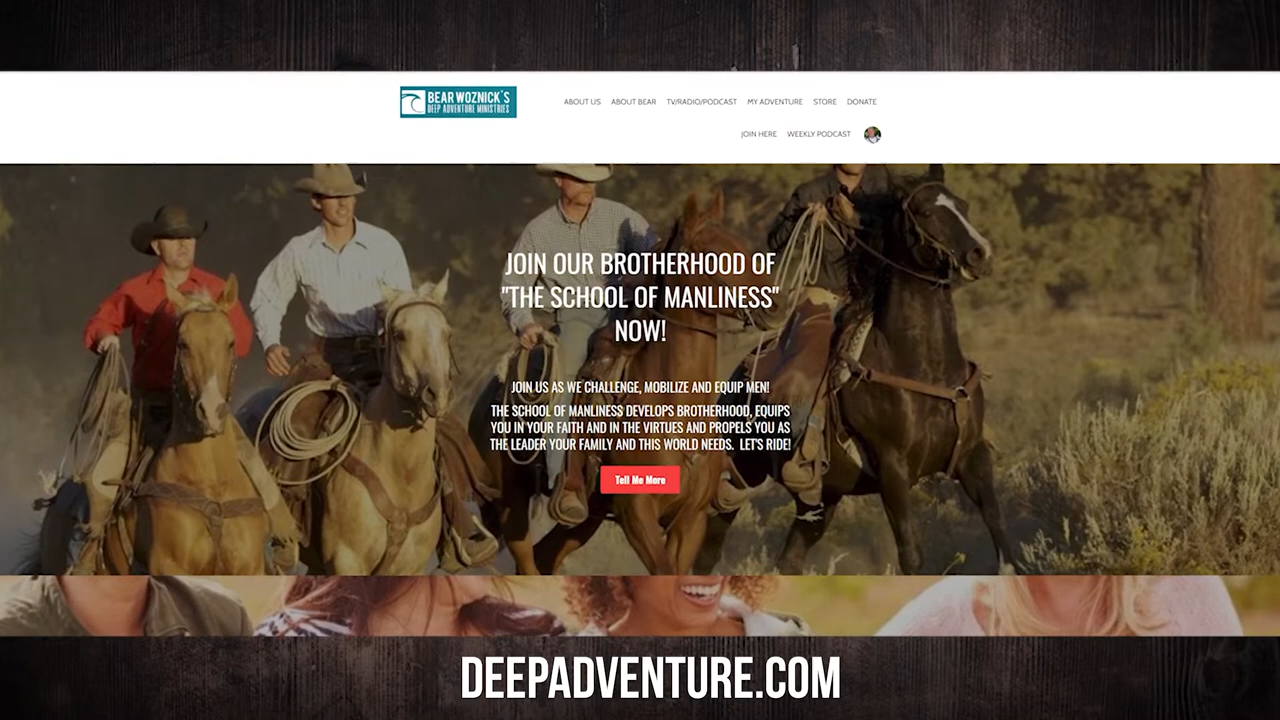 BEAR WOZNICK'S
DEEP ADVENTURE MINISTRIES
ABOUT US ABOUT BEAR TV/RADIO/PODCAST MY ADVENTURE STORE DONATE
JOIN HERE WEEKLY PODCAST
JOIN OUR BROTHERHOOD OF
"THE SCHOOL OF MANLINESS"
NOW!
JOIN US AS WE CHALLENGE, MOBILIZE AND EQUIP MEN!
THE SCHOOL OF MANLINESS DEVELOPS BROTHERHOOD, EQUIPS
YOU IN YOUR FAITH AND IN THE VIRTUES AND PROPELS YOU AS
THE LEADER YOUR FAMILY AND THIS WORLD NEEDS. LET'S RIDE!
Tell Me More
DEEPADVENTURE.COM